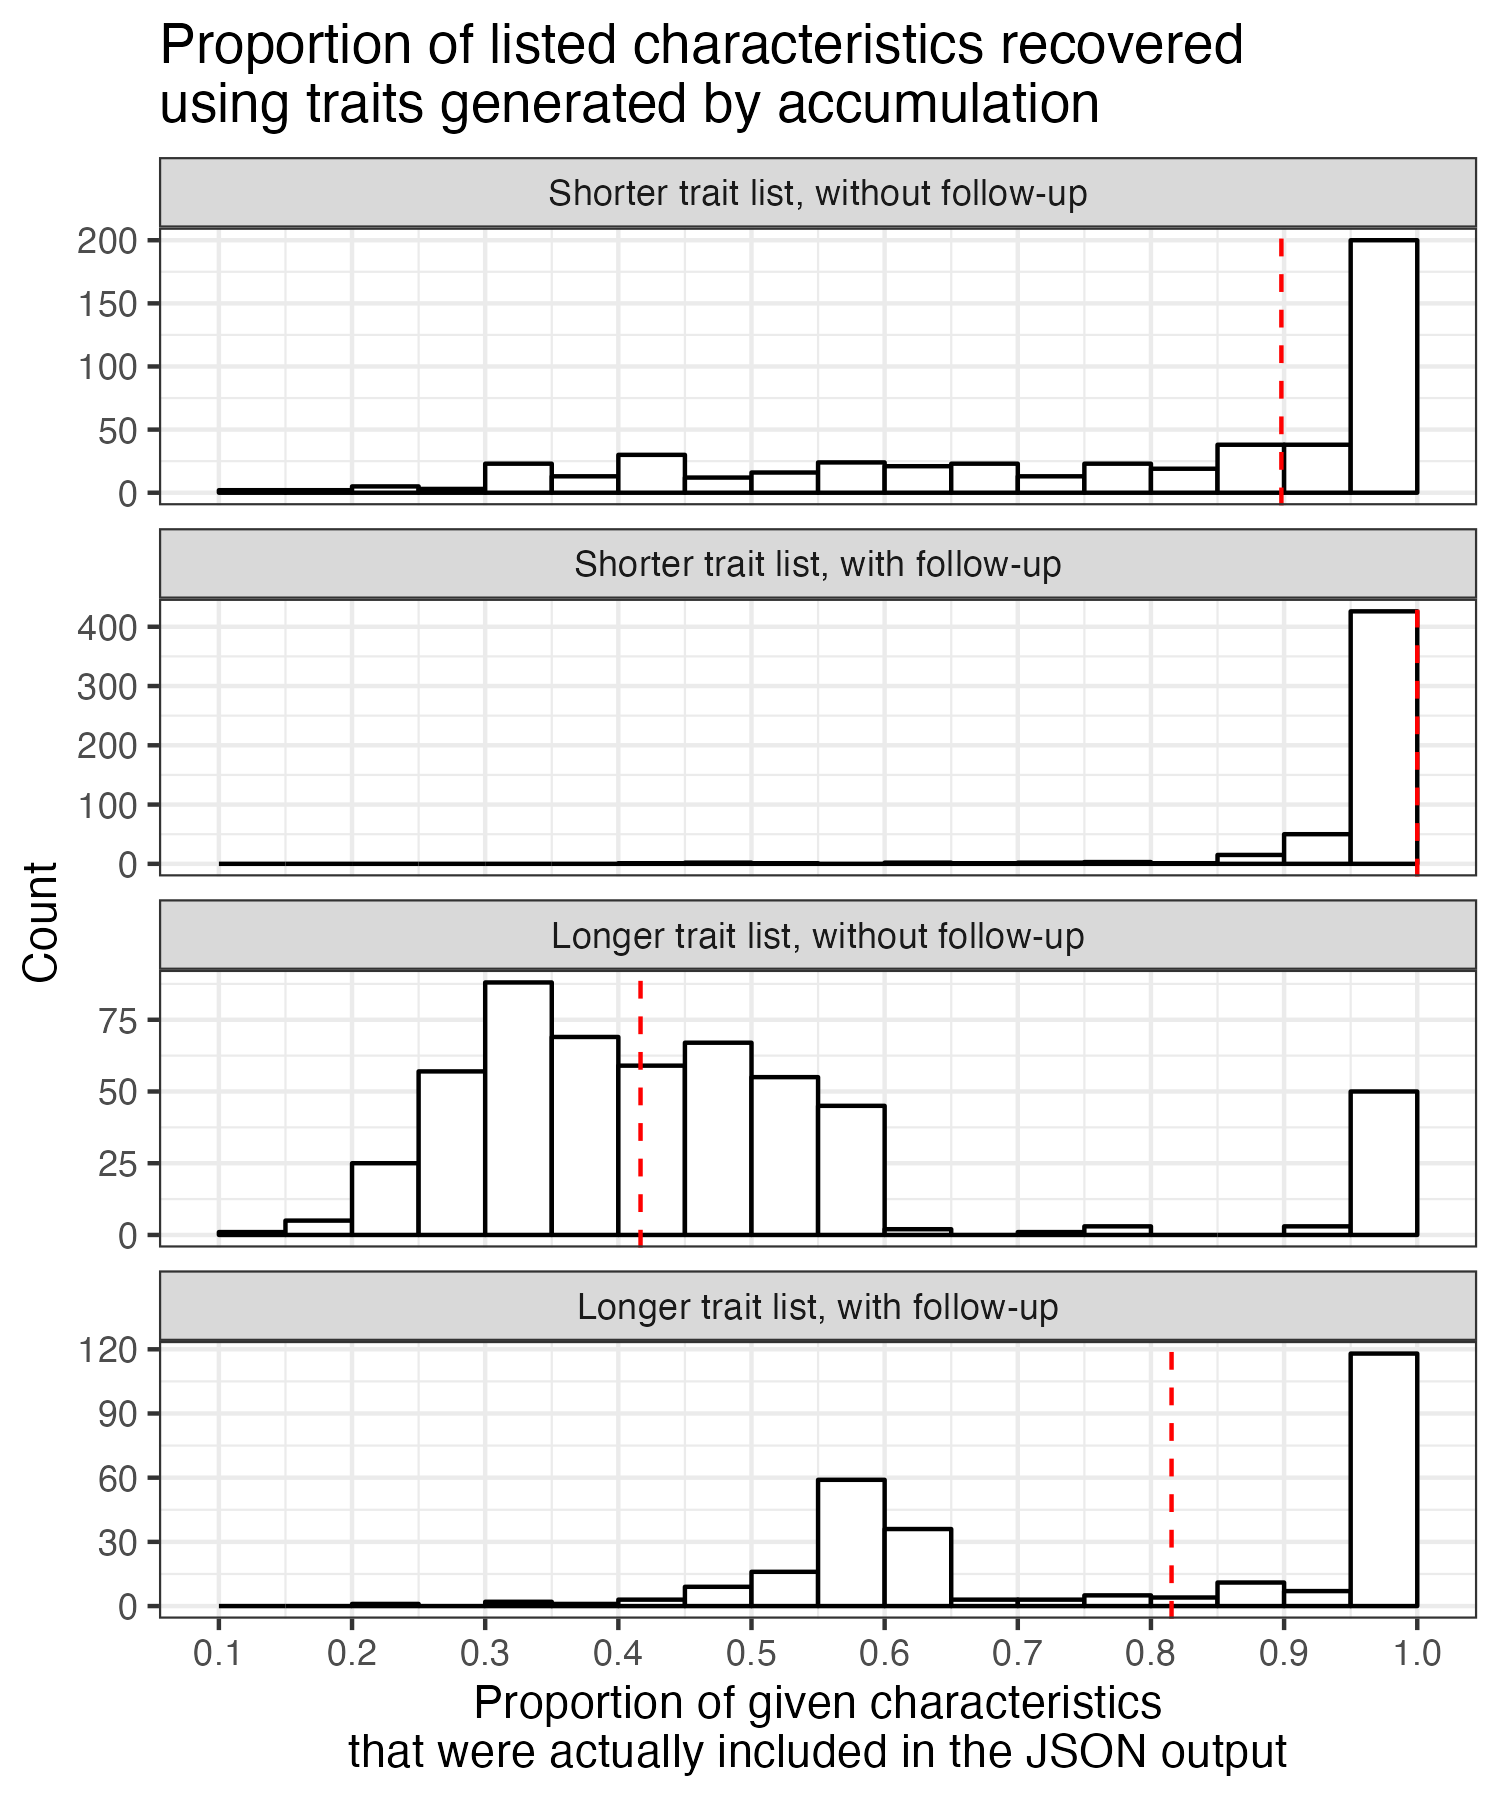 Proportion of listed characteristics recovered
using traits generated by accumulation
Shorter trait list, without follow-up
200
150
100
50
0
Shorter trait list, with follow-up
400
300
200
100
0
Count
Longer trait list, without follow-up
75
50
25
0
Longer trait list, with follow-up
120
90
60
30
0
0.1 0.2 0.3 0.4 0.5 0.6 0.7 0.8 0.9 1.0
Proportion of given characteristics
that were actually included in the JSON output